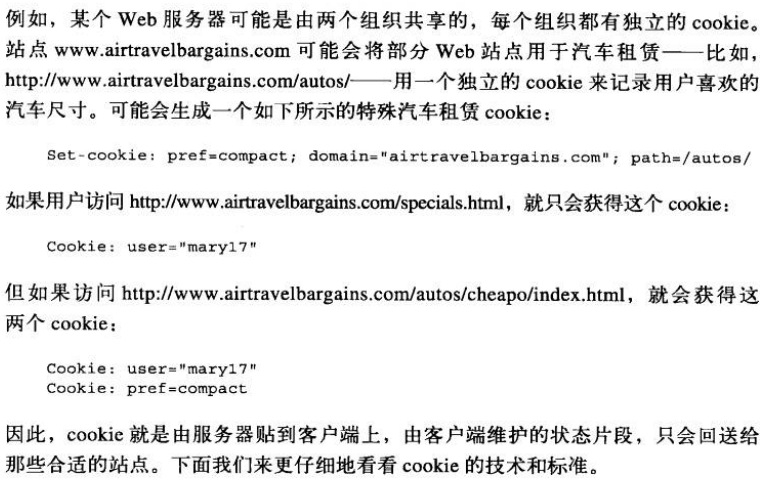 例如，某个 Web 服务器可能是由两个组织共享的，每个组织都有独立的 cookie。
站点 www.airtravelbargains.com 可能会将部分 Web 站点用于汽车租赁——比如，
http://www.airtravelbargains.com/autos/——用一个独立的 cookie 来记录用户喜欢的
汽车尺寸。可能会生成一个如下所示的特殊汽车租赁 cookie：
Set-cookie: pref=compact; domain="airtravelbargains.com"; path=/autos/
如果用户访问 http://www.airtravelbargains.com/specials.html，就只会获得这个 cookie：
Cookie: user="mary17"
但如果访问 http://www.airtravelbargains.com/autos/cheapo/index.html，就会获得这
两个 cookie：
Cookie: user="mary17"
Cookie: pref=compact
因此，cookie 就是由服务器贴到客户端上，由客户端维护的状态片段，只会回送给
那些合适的站点。下面我们来更仔细地看看 cookie 的技术和标准。